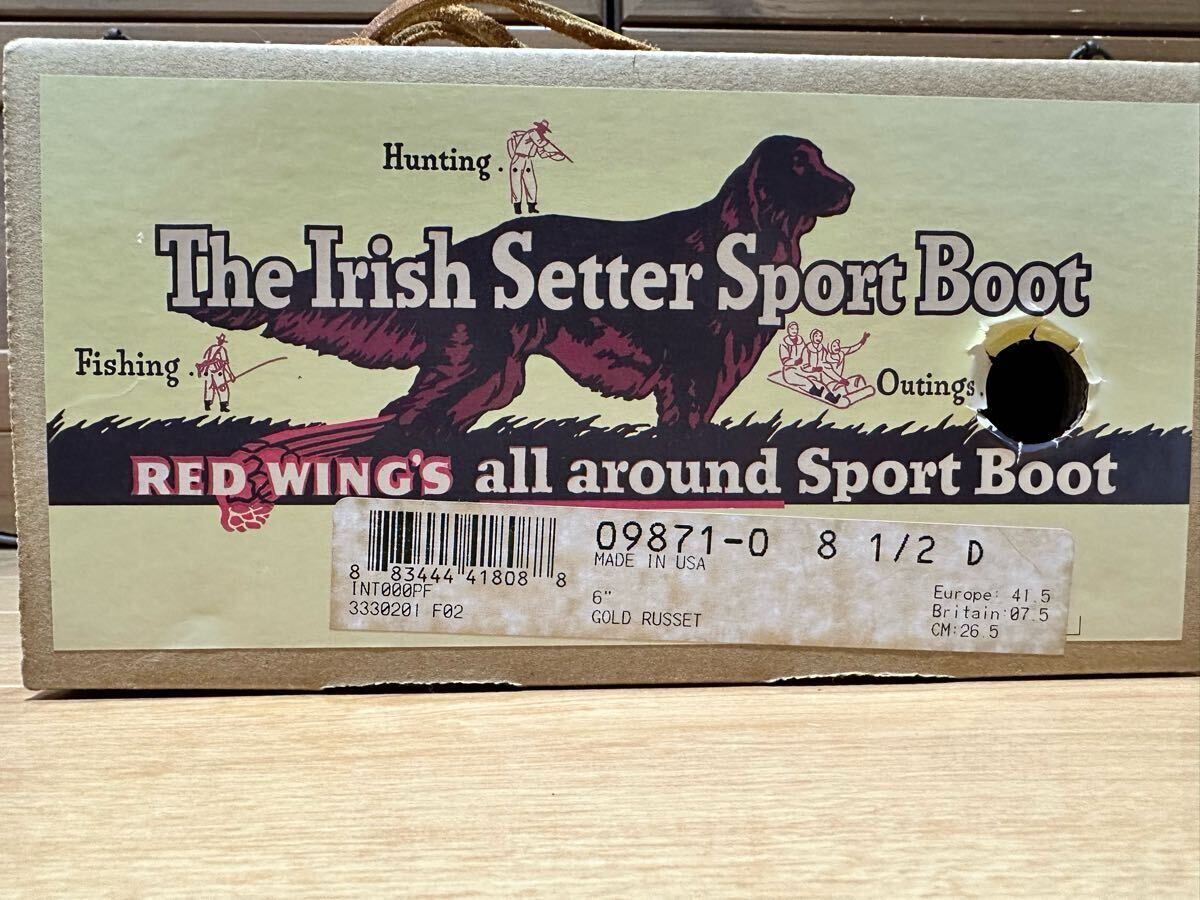 Hunting.
The Irish Setter Sport Boot
Fishing.
Outings.
RED WING'S all around Sport Boot
09871-0 8 1/2 D
MADE IN USA
8 83444 41808 8
INT000PF
3330201 F02
6"
GOLD RUSSET
Europe: 41.5
Britain:07.5
CM:26.5